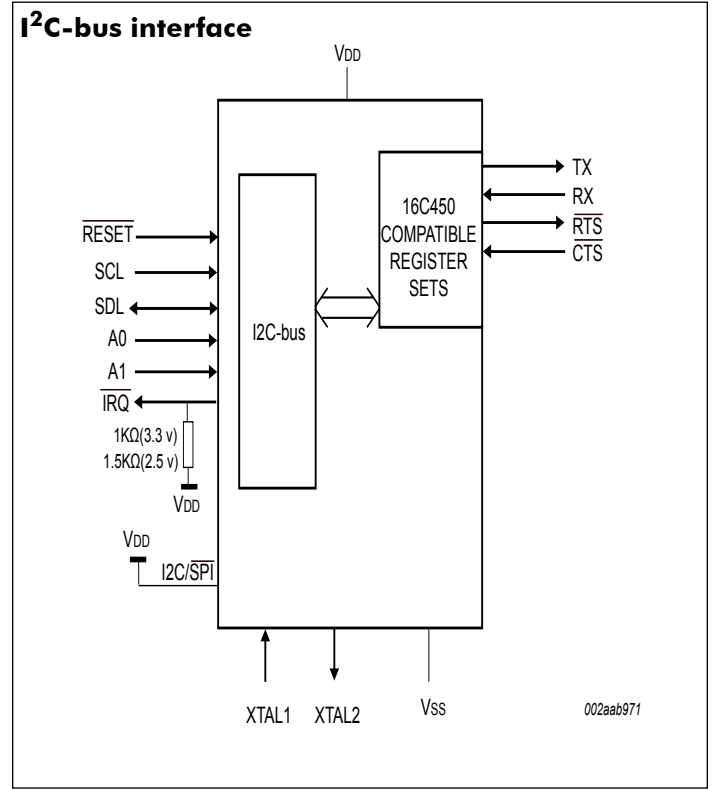 I²C-bus interface
VDD
RESET
SCL
SDL
A0
A1
IRQ
1KΩ(3.3 v)
1.5KΩ(2.5 v)
VDD
VDD
I2C/SPI
I2C-bus
16C450
COMPATIBLE
REGISTER
SETS
TX
RX
RTS
CTS
XTAL1
XTAL2
VSS
002aab971